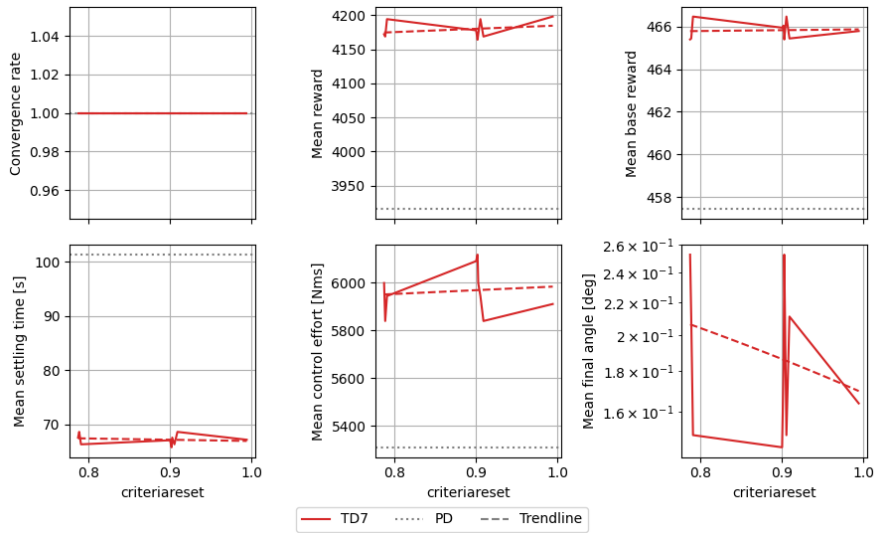 Convergence rate
1.04
1.02
1.00
0.98
0.96
Mean reward
4200
4150
4100
4050
4000
3950
Mean base reward
466
464
462
460
458
Mean settling time [s]
100
90
80
70
0.8 0.9 1.0
criteriareset
Mean control effort [Nms]
6000
5800
5600
5400
0.8 0.9 1.0
criteriareset
Mean final angle [deg]
2.6 × 10⁻¹
2.4 × 10⁻¹
2.2 × 10⁻¹
2 × 10⁻¹
1.8 × 10⁻¹
1.6 × 10⁻¹
0.8 0.9 1.0
criteriareset
TD7 PD Trendline